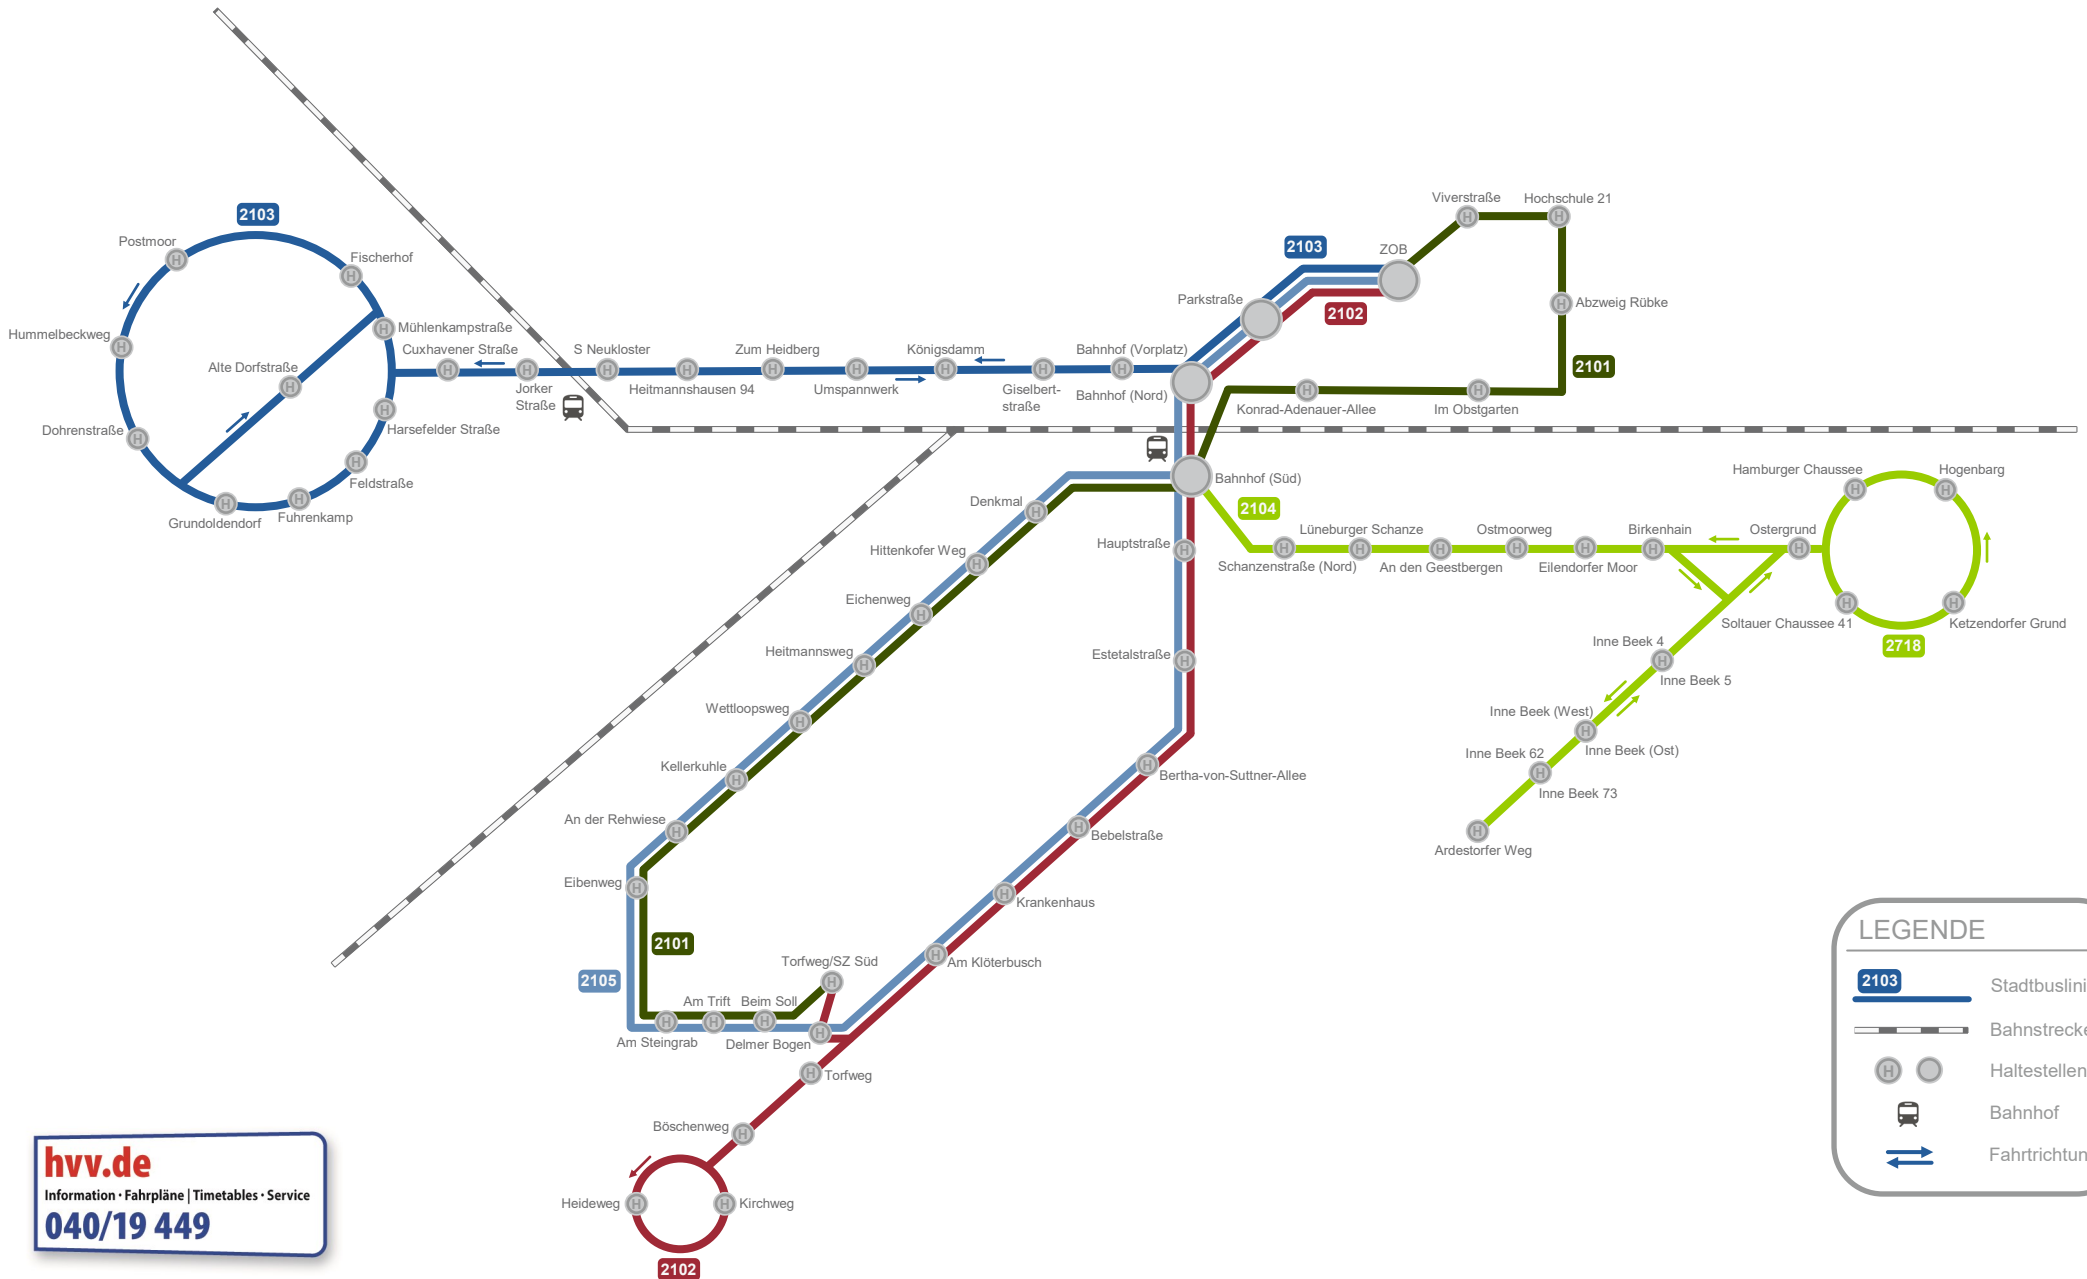 2103
Postmoor
Fischerhof
Hummelbeckweg
Mühlenkampstraße
Alte Dorfstraße
Dohrenstraße
Harsefelder Straße
Feldstraße
Grundoldendorf
Fuhrenkamp
Cuxhavener Straße
Jorker
Straße
S Neukloster
Heitmannshausen 94
Zum Heidberg
Umspannwerk
Königsdamm
Giselbert-
straße
Bahnhof (Vorplatz)
Bahnhof (Nord)
Parkstraße
2103
ZOB
2102
Viverstraße
Hochschule 21
Abzweig Rübke
2101
Konrad-Adenauer-Allee
Im Obstgarten
Bahnhof (Süd)
2104
Schanzenstraße (Nord)
Lüneburger Schanze
An den Geestbergen
Ostmoorweg
Eilendorfer Moor
Birkenhain
Ostergrund
Hamburger Chaussee
Hogenbarg
Soltauer Chaussee 41
Ketzendorfer Grund
2718
Inne Beek 4
Inne Beek 5
Inne Beek (West)
Inne Beek (Ost)
Inne Beek 62
Inne Beek 73
Ardestorfer Weg
Denkmal
Hittenkofer Weg
Eichenweg
Heitmannsweg
Wettloopsweg
Kellerkuhle
An der Rehwiese
Eibenweg
2101
2105
Am Steingrab
Am Trift
Beim Soll
Torfweg/SZ Süd
Delmer Bogen
Hauptstraße
Estetalstraße
Bertha-von-Suttner-Allee
Bebelstraße
Krankenhaus
Am Klöterbusch
Torfweg
Böschenweg
Heideweg
Kirchweg
2102
LEGENDE
2103
Stadtbuslini
Bahnstrecke
H
Haltestellen
Bahnhof
Fahrtrichtun
hvv.de
Information · Fahrpläne | Timetables · Service
040/19 449